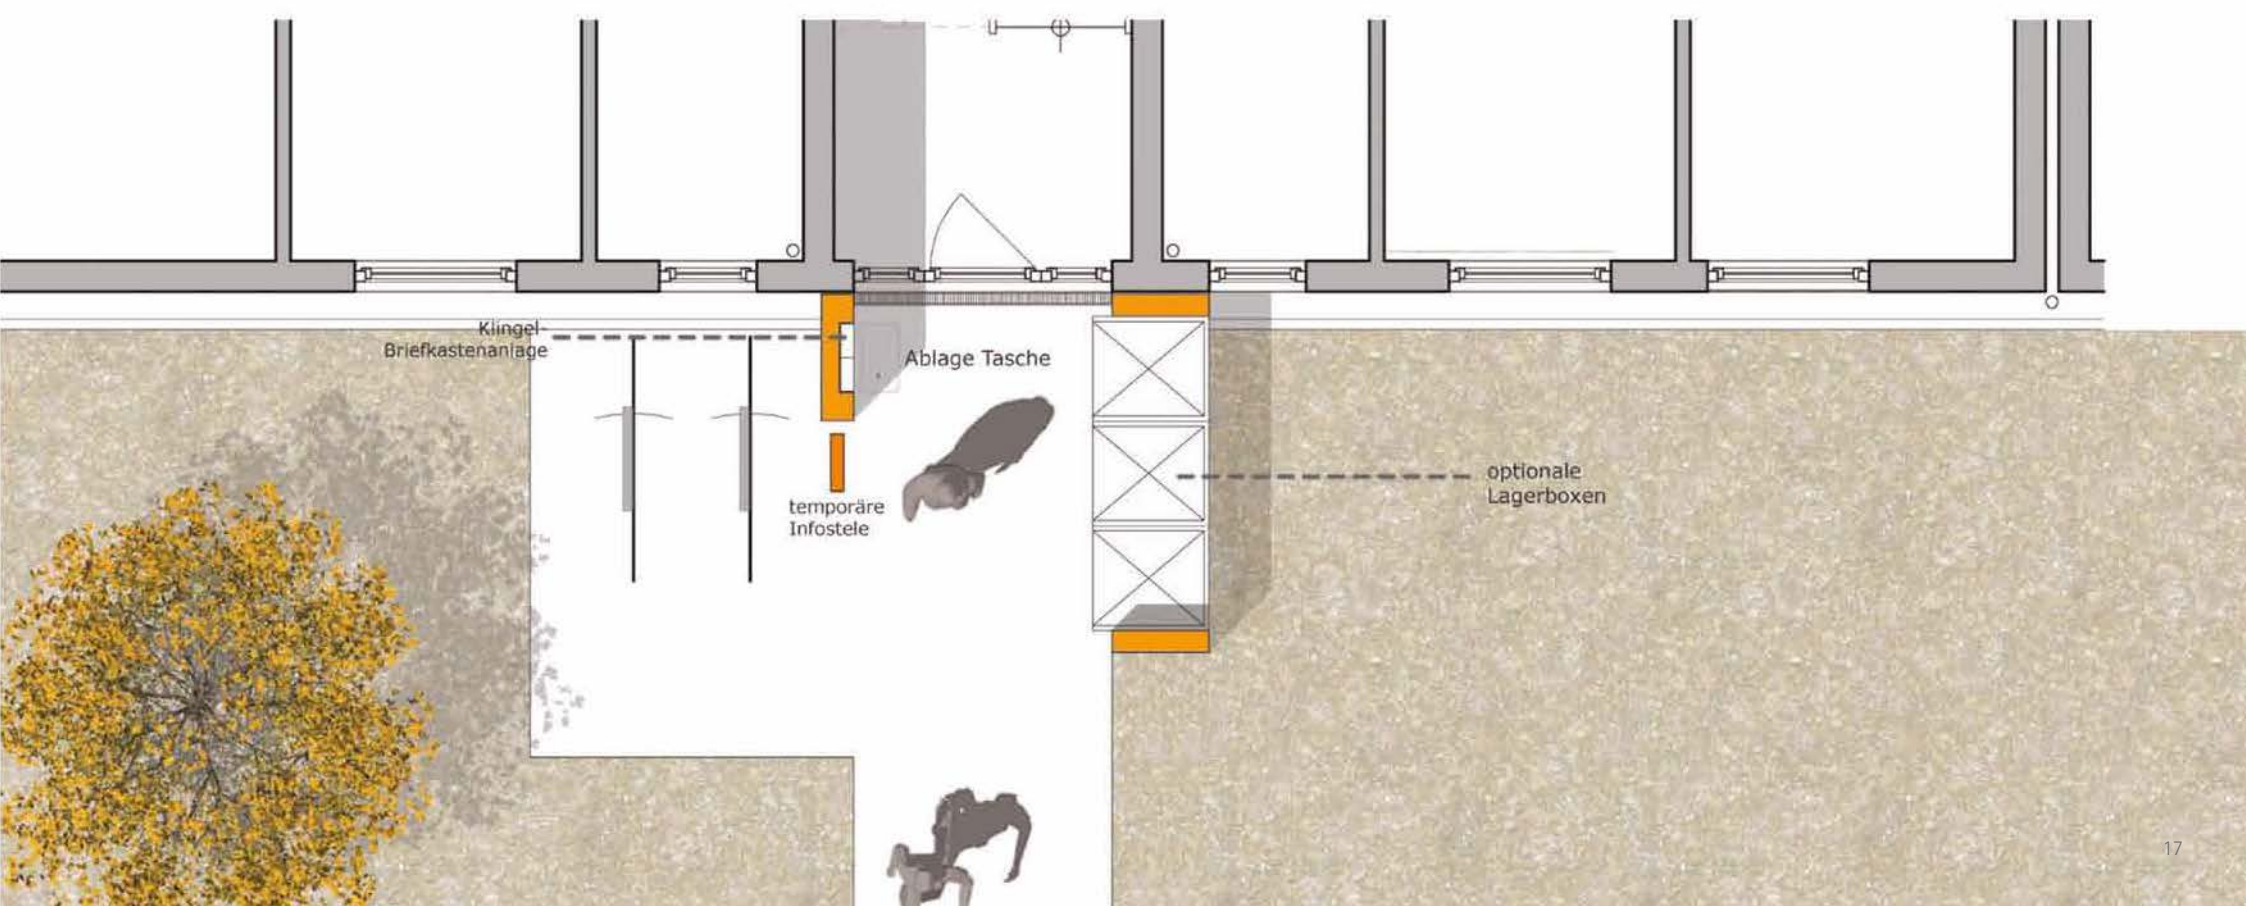 Klingel-
Briefkastenanlage
Ablage Tasche
temporäre
Infostele
optionale
Lagerboxen
17